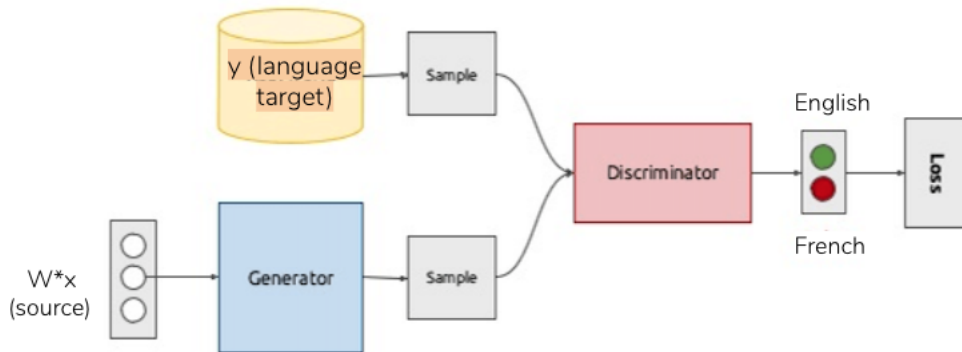 y (language
target)
Sample
English
Discriminator
Loss
French
W*x
(source)
Generator
Sample